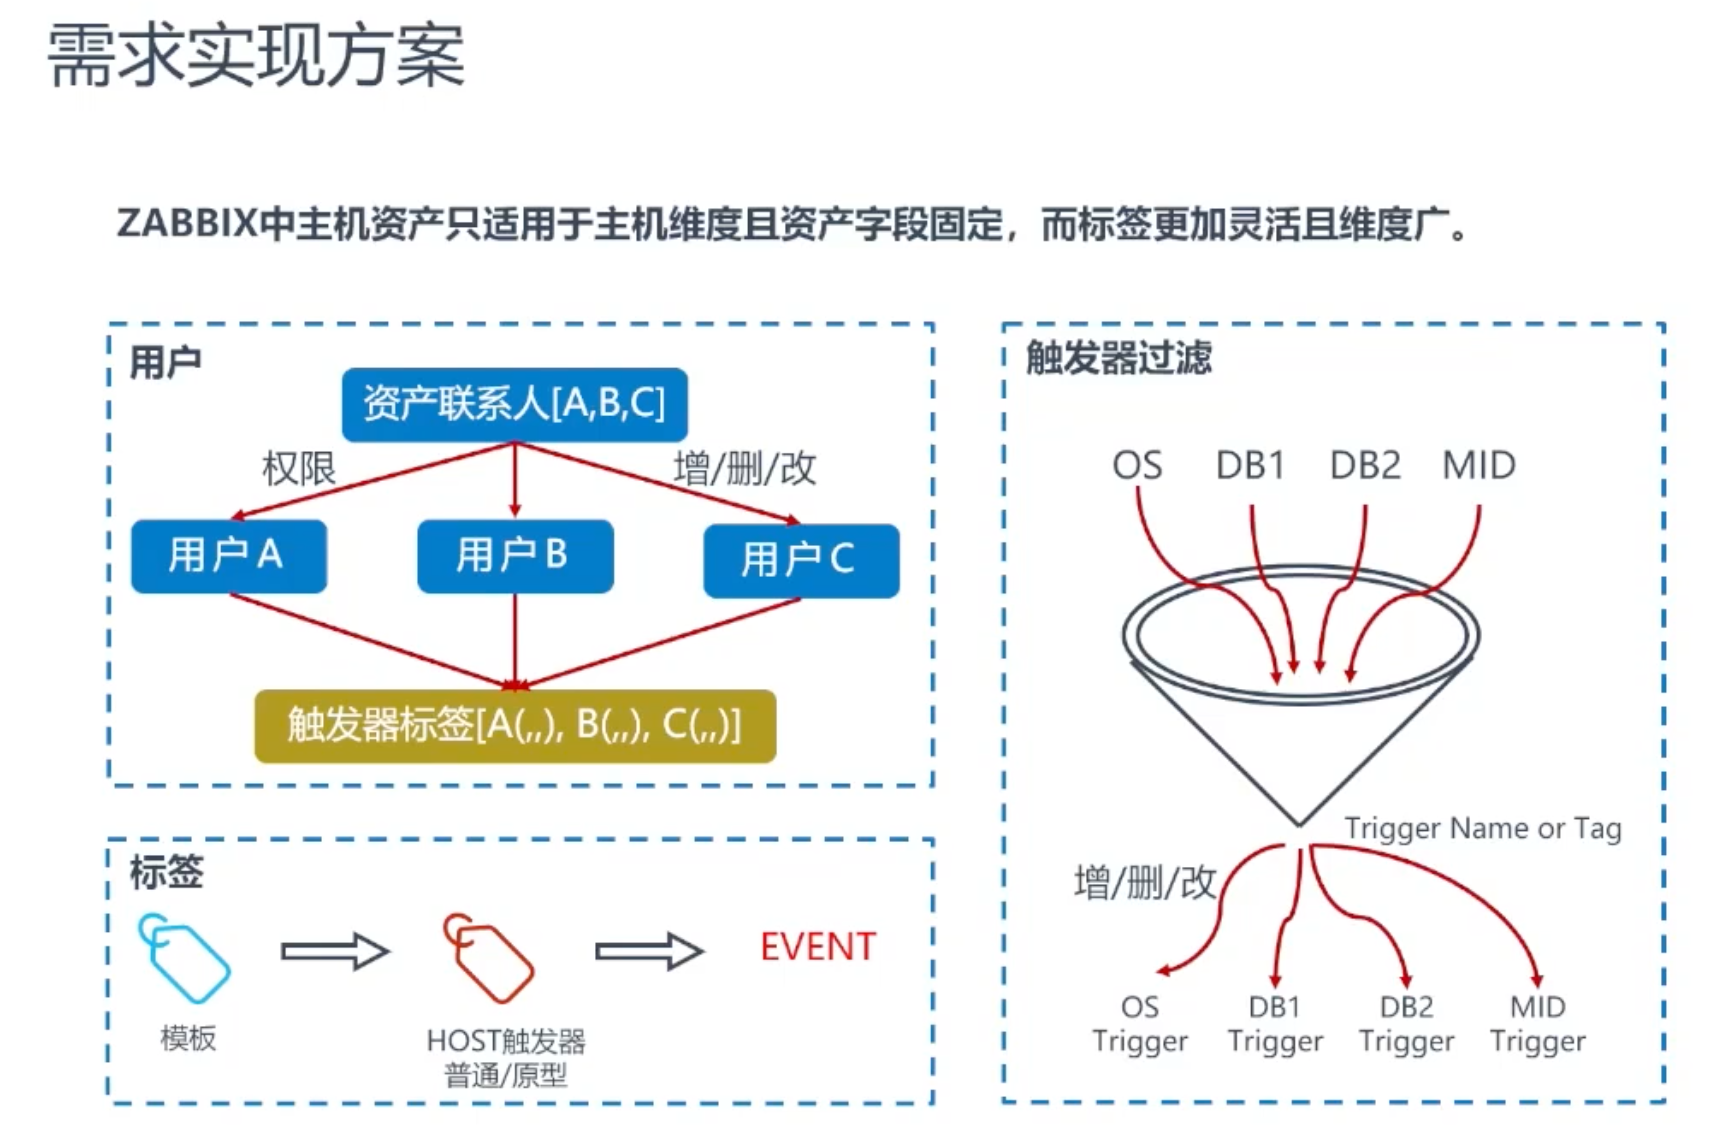 需求实现方案
ZABBIX中主机资产只适用于主机维度且资产字段固定，而标签更加灵活且维度广。
用户
资产联系人[A,B,C]
权限
增/删/改
用户A
用户B
用户C
触发器标签[A(,,), B(,,), C(,,)]
标签
模板
HOST触发器
普通/原型
EVENT
触发器过滤
OS DB1 DB2 MID
Trigger Name or Tag
增/删/改
OS Trigger
DB1 Trigger
DB2 Trigger
MID Trigger